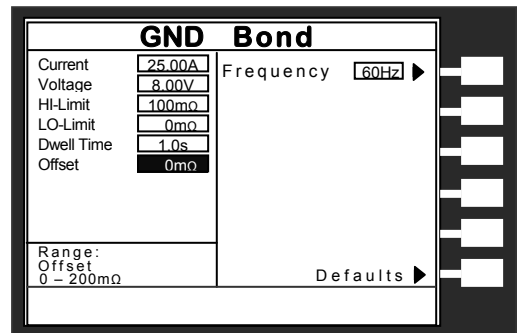 GND Bond
Current 25.00A
Voltage 8.00V
HI-Limit 100mΩ
LO-Limit 0mΩ
Dwell Time 1.0s
Offset 0mΩ
Frequency 60Hz
Range:
Offset
0 – 200mΩ
Defaults